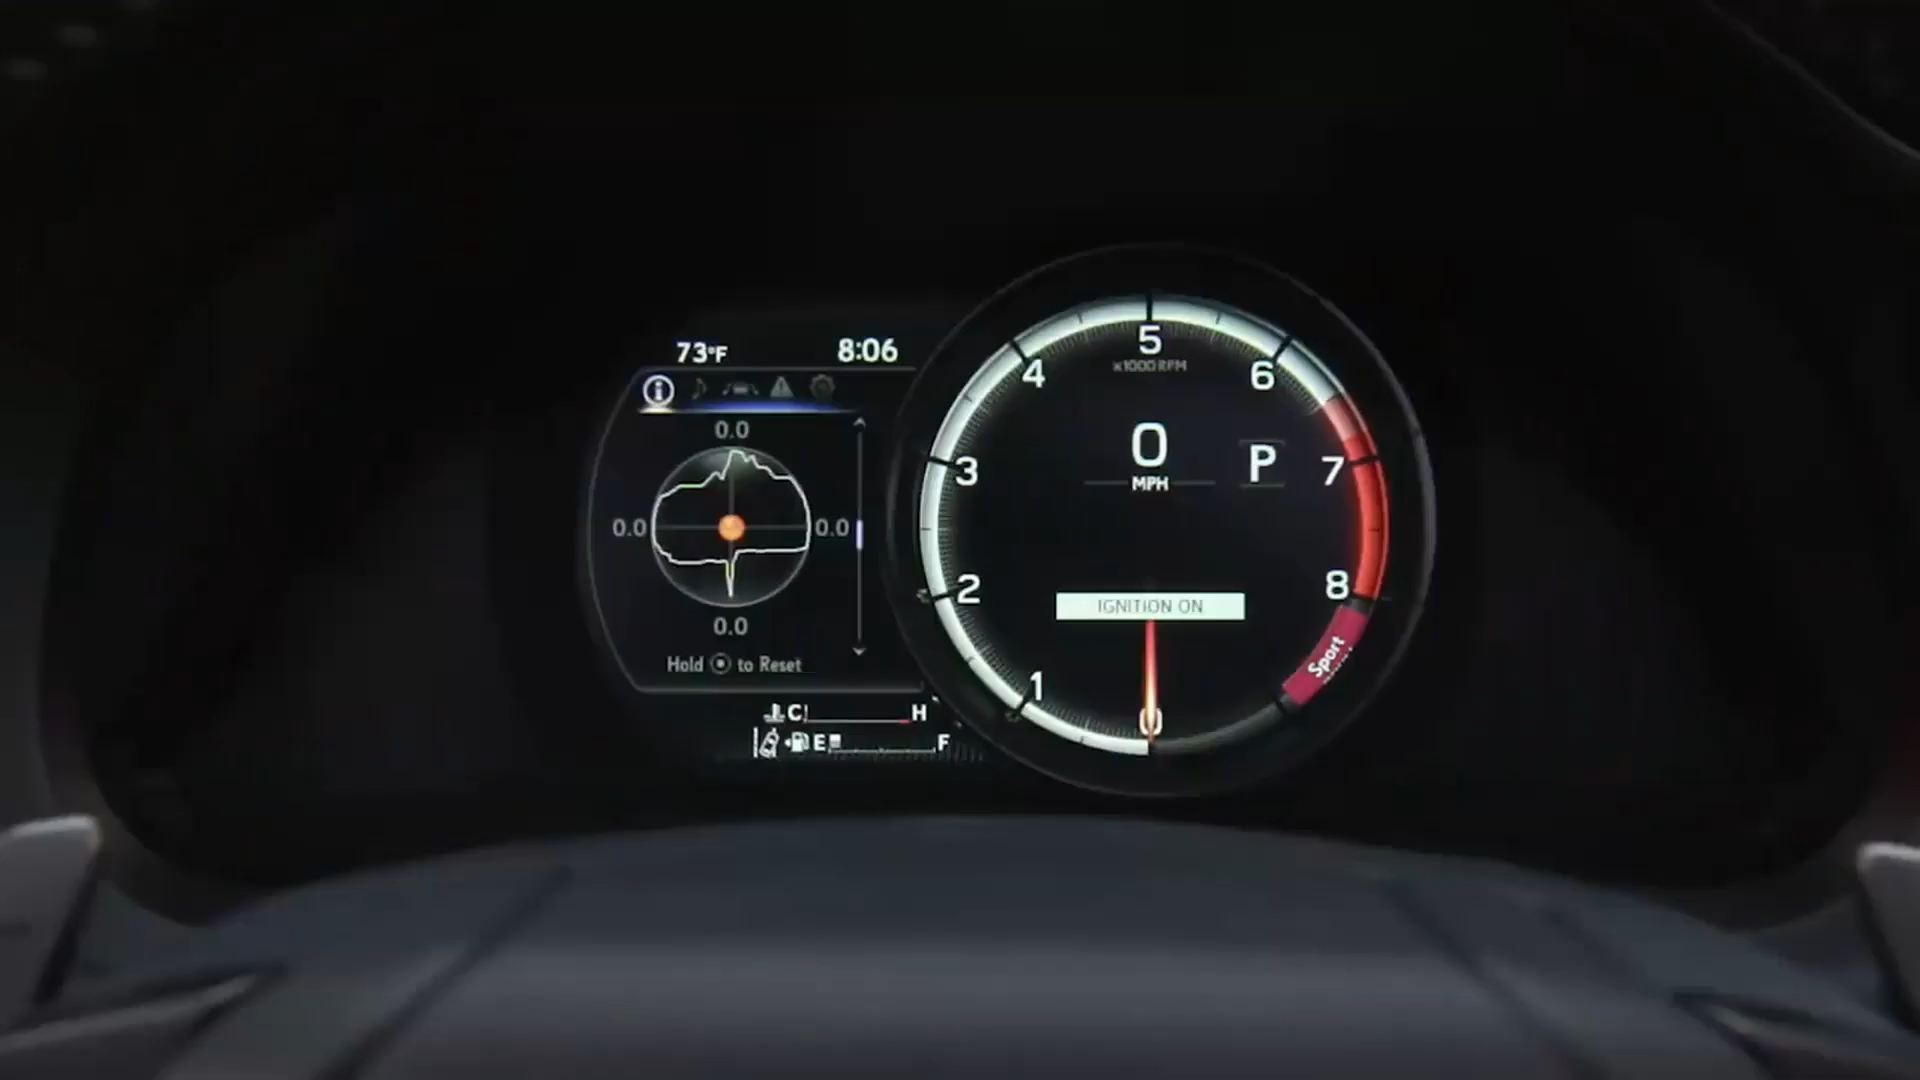 73°F 8:06
0.0
0.0 0.0
0.0
Hold to Reset
C H
E F
5
x1000 RPM
4 6
0
MPH
P
3 7
2 8
IGNITION ON
Sport
1
0